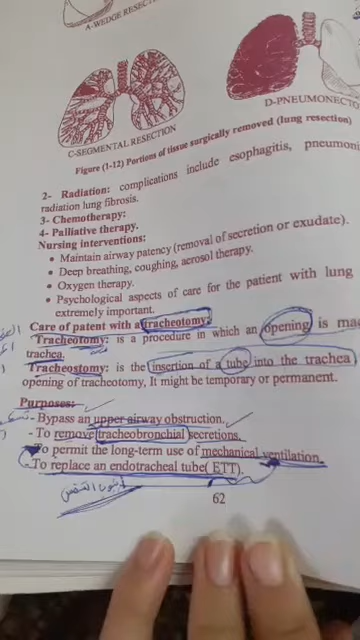 A-WEDGE RESEC
C-SEGMENTAL RESECTION
D-PNEUMONECTO
Figure (1-12) Portions of tissue surgically removed (lung resection)
2- Radiation: complications include esophagitis, pneumoni
radiation lung fibrosis.
3- Chemotherapy:
4- Palliative therapy.
Nursing interventions:
• Maintain airway patency (removal of secretion or exudate).
• Deep breathing, coughing, aerosol therapy.
• Oxygen therapy.
• Psychological aspects of care for the patient with lung
extremely important.
Care of patent with a tracheotomy:
Tracheotomy: is a procedure in which an opening is mad
trachea.
Tracheostomy: is the insertion of a tube into the trachea
opening of tracheotomy, It might be temporary or permanent.
Purposes:
- Bypass an upper airway obstruction.
- To remove tracheobronchial secretions.
To permit the long-term use of mechanical ventilation.
- To replace an endotracheal tube( ETT).
62